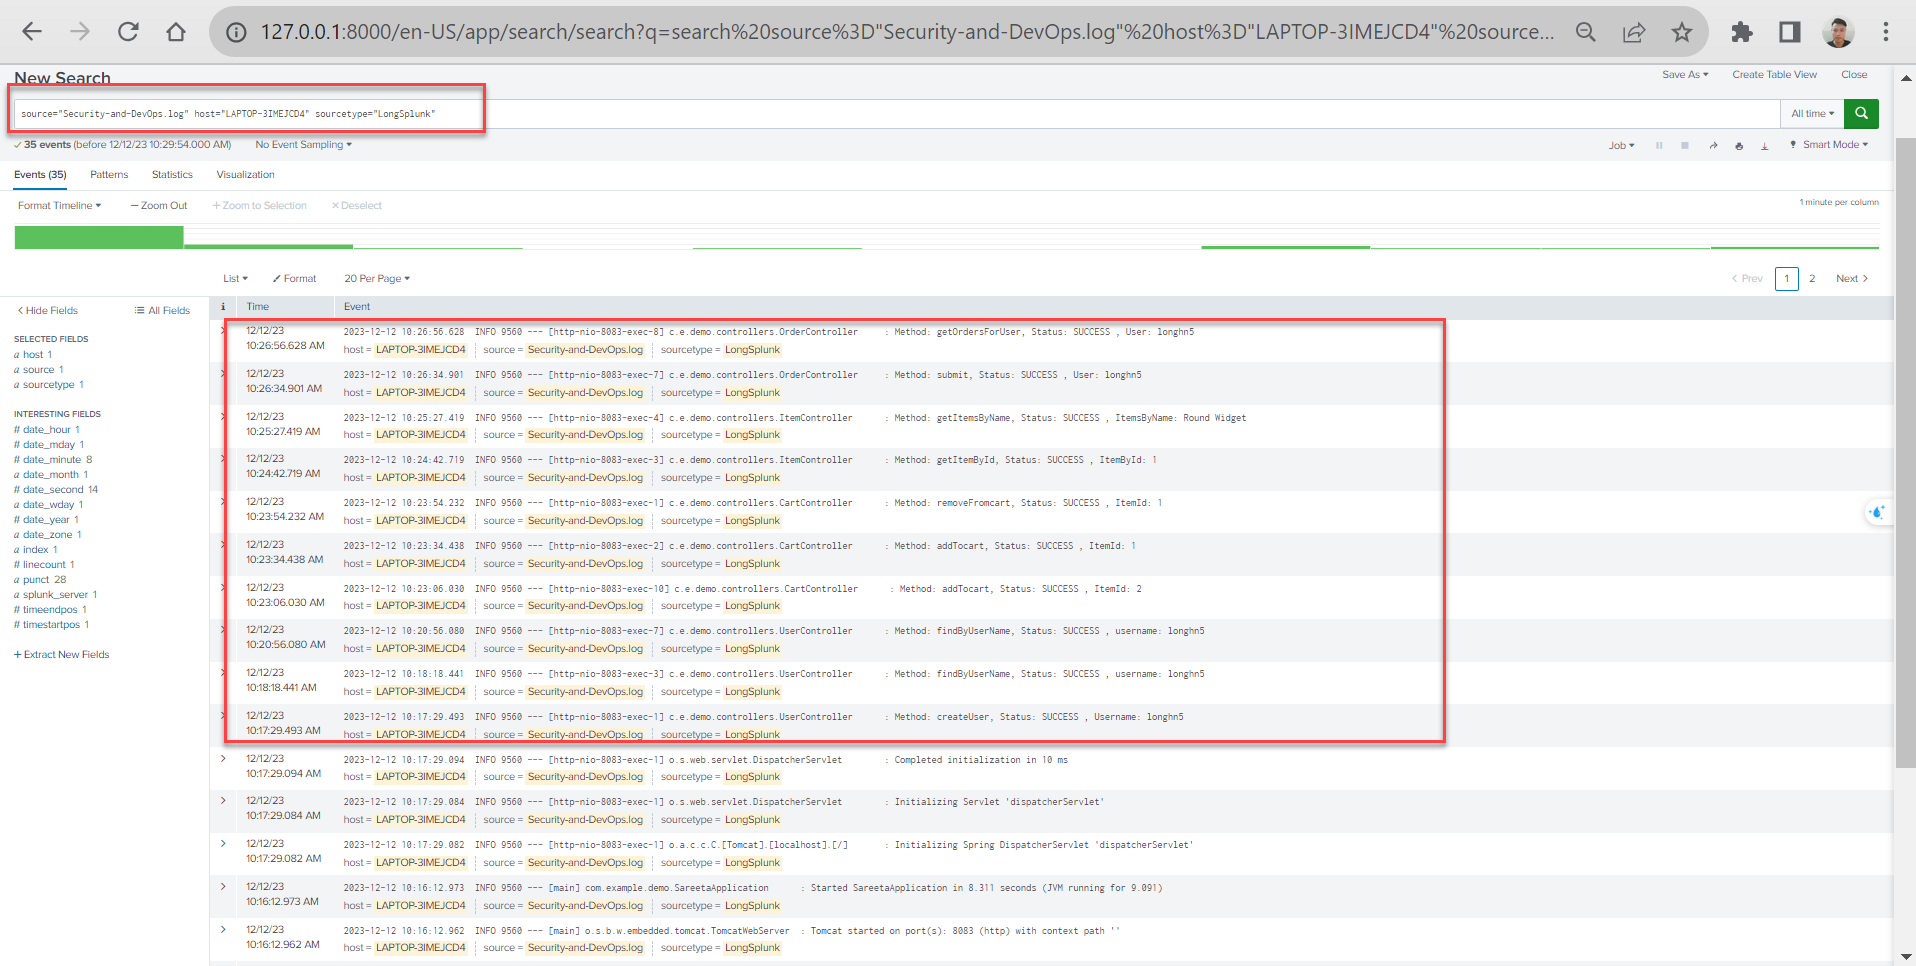 127.0.0.1:8000/en-US/app/search/search?q=search%20source%3D"Security-and-DevOps.log"%20host%3D"LAPTOP-3IMEJCD4"%20source...
New Search
Save As Create Table View Close
source="Security-and-DevOps.log" host="LAPTOP-3IMEJCD4" sourcetype="LongSplunk"
All time
35 events (before 12/12/23 10:29:54.000 AM) No Event Sampling
Job Smart Mode
Events (35) Patterns Statistics Visualization
Format Timeline — Zoom Out + Zoom to Selection × Deselect
1 minute per column
List Format 20 Per Page
< Prev 1 2 Next >
< Hide Fields All Fields
i Time Event
SELECTED FIELDS
a host 1
a source 1
a sourcetype 1
INTERESTING FIELDS
# date_hour 1
# date_mday 1
# date_minute 8
a date_month 1
# date_second 14
a date_wday 1
# date_year 1
a date_zone 1
a index 1
# linecount 1
a punct 28
a splunk_server 1
# timeendpos 1
# timestartpos 1
+ Extract New Fields
12/12/23 10:26:56.628 AM
2023-12-12 10:26:56.628 INFO 9560 --- [http-nio-8083-exec-8] c.e.demo.controllers.OrderController : Method: getOrdersForUser, Status: SUCCESS , User: longhn5
host = LAPTOP-3IMEJCD4 source = Security-and-DevOps.log sourcetype = LongSplunk
12/12/23 10:26:34.901 AM
2023-12-12 10:26:34.901 INFO 9560 --- [http-nio-8083-exec-7] c.e.demo.controllers.OrderController : Method: submit, Status: SUCCESS , User: longhn5
host = LAPTOP-3IMEJCD4 source = Security-and-DevOps.log sourcetype = LongSplunk
12/12/23 10:25:27.419 AM
2023-12-12 10:25:27.419 INFO 9560 --- [http-nio-8083-exec-4] c.e.demo.controllers.ItemController : Method: getItemsByName, Status: SUCCESS , ItemsByName: Round Widget
host = LAPTOP-3IMEJCD4 source = Security-and-DevOps.log sourcetype = LongSplunk
12/12/23 10:24:42.719 AM
2023-12-12 10:24:42.719 INFO 9560 --- [http-nio-8083-exec-3] c.e.demo.controllers.ItemController : Method: getItemById, Status: SUCCESS , ItemById: 1
host = LAPTOP-3IMEJCD4 source = Security-and-DevOps.log sourcetype = LongSplunk
12/12/23 10:23:54.232 AM
2023-12-12 10:23:54.232 INFO 9560 --- [http-nio-8083-exec-1] c.e.demo.controllers.CartController : Method: removeFromcart, Status: SUCCESS , ItemId: 1
host = LAPTOP-3IMEJCD4 source = Security-and-DevOps.log sourcetype = LongSplunk
12/12/23 10:23:34.438 AM
2023-12-12 10:23:34.438 INFO 9560 --- [http-nio-8083-exec-2] c.e.demo.controllers.CartController : Method: addTocart, Status: SUCCESS , ItemId: 1
host = LAPTOP-3IMEJCD4 source = Security-and-DevOps.log sourcetype = LongSplunk
12/12/23 10:23:06.030 AM
2023-12-12 10:23:06.030 INFO 9560 --- [http-nio-8083-exec-10] c.e.demo.controllers.CartController : Method: addTocart, Status: SUCCESS , ItemId: 2
host = LAPTOP-3IMEJCD4 source = Security-and-DevOps.log sourcetype = LongSplunk
12/12/23 10:20:56.080 AM
2023-12-12 10:20:56.080 INFO 9560 --- [http-nio-8083-exec-7] c.e.demo.controllers.UserController : Method: findByUserName, Status: SUCCESS , username: longhn5
host = LAPTOP-3IMEJCD4 source = Security-and-DevOps.log sourcetype = LongSplunk
12/12/23 10:18:18.441 AM
2023-12-12 10:18:18.441 INFO 9560 --- [http-nio-8083-exec-3] c.e.demo.controllers.UserController : Method: findByUserName, Status: SUCCESS , username: longhn5
host = LAPTOP-3IMEJCD4 source = Security-and-DevOps.log sourcetype = LongSplunk
12/12/23 10:17:29.493 AM
2023-12-12 10:17:29.493 INFO 9560 --- [http-nio-8083-exec-1] c.e.demo.controllers.UserController : Method: createUser, Status: SUCCESS , Username: longhn5
host = LAPTOP-3IMEJCD4 source = Security-and-DevOps.log sourcetype = LongSplunk
12/12/23 10:17:29.094 AM
2023-12-12 10:17:29.094 INFO 9560 --- [http-nio-8083-exec-1] o.s.web.servlet.DispatcherServlet : Completed initialization in 10 ms
host = LAPTOP-3IMEJCD4 source = Security-and-DevOps.log sourcetype = LongSplunk
12/12/23 10:17:29.084 AM
2023-12-12 10:17:29.084 INFO 9560 --- [http-nio-8083-exec-1] o.s.web.servlet.DispatcherServlet : Initializing Servlet 'dispatcherServlet'
host = LAPTOP-3IMEJCD4 source = Security-and-DevOps.log sourcetype = LongSplunk
12/12/23 10:17:29.082 AM
2023-12-12 10:17:29.082 INFO 9560 --- [http-nio-8083-exec-1] o.a.c.c.C.[Tomcat].[localhost].[/] : Initializing Spring DispatcherServlet 'dispatcherServlet'
host = LAPTOP-3IMEJCD4 source = Security-and-DevOps.log sourcetype = LongSplunk
12/12/23 10:16:12.973 AM
2023-12-12 10:16:12.973 INFO 9560 --- [main] com.example.demo.SareetaApplication : Started SareetaApplication in 8.311 seconds (JVM running for 9.091)
host = LAPTOP-3IMEJCD4 source = Security-and-DevOps.log sourcetype = LongSplunk
12/12/23 10:16:12.962 AM
2023-12-12 10:16:12.962 INFO 9560 --- [main] o.s.b.w.embedded.tomcat.TomcatWebServer : Tomcat started on port(s): 8083 (http) with context path ''
host = LAPTOP-3IMEJCD4 source = Security-and-DevOps.log sourcetype = LongSplunk